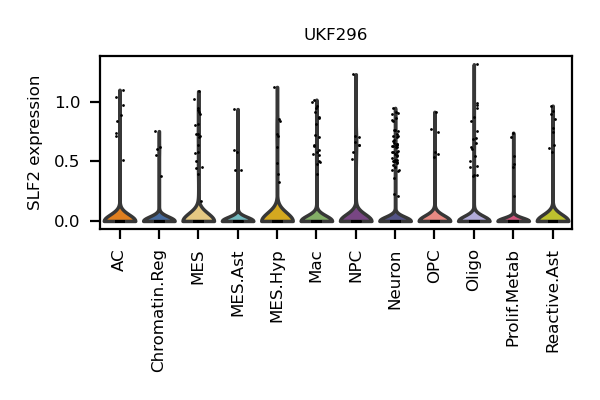 UKF296
SLF2 expression
1.0
0.5
0.0
AC
Chromatin.Reg
MES
MES.Ast
MES.Hyp
Mac
NPC
Neuron
OPC
Oligo
Prolif.Metab
Reactive.Ast